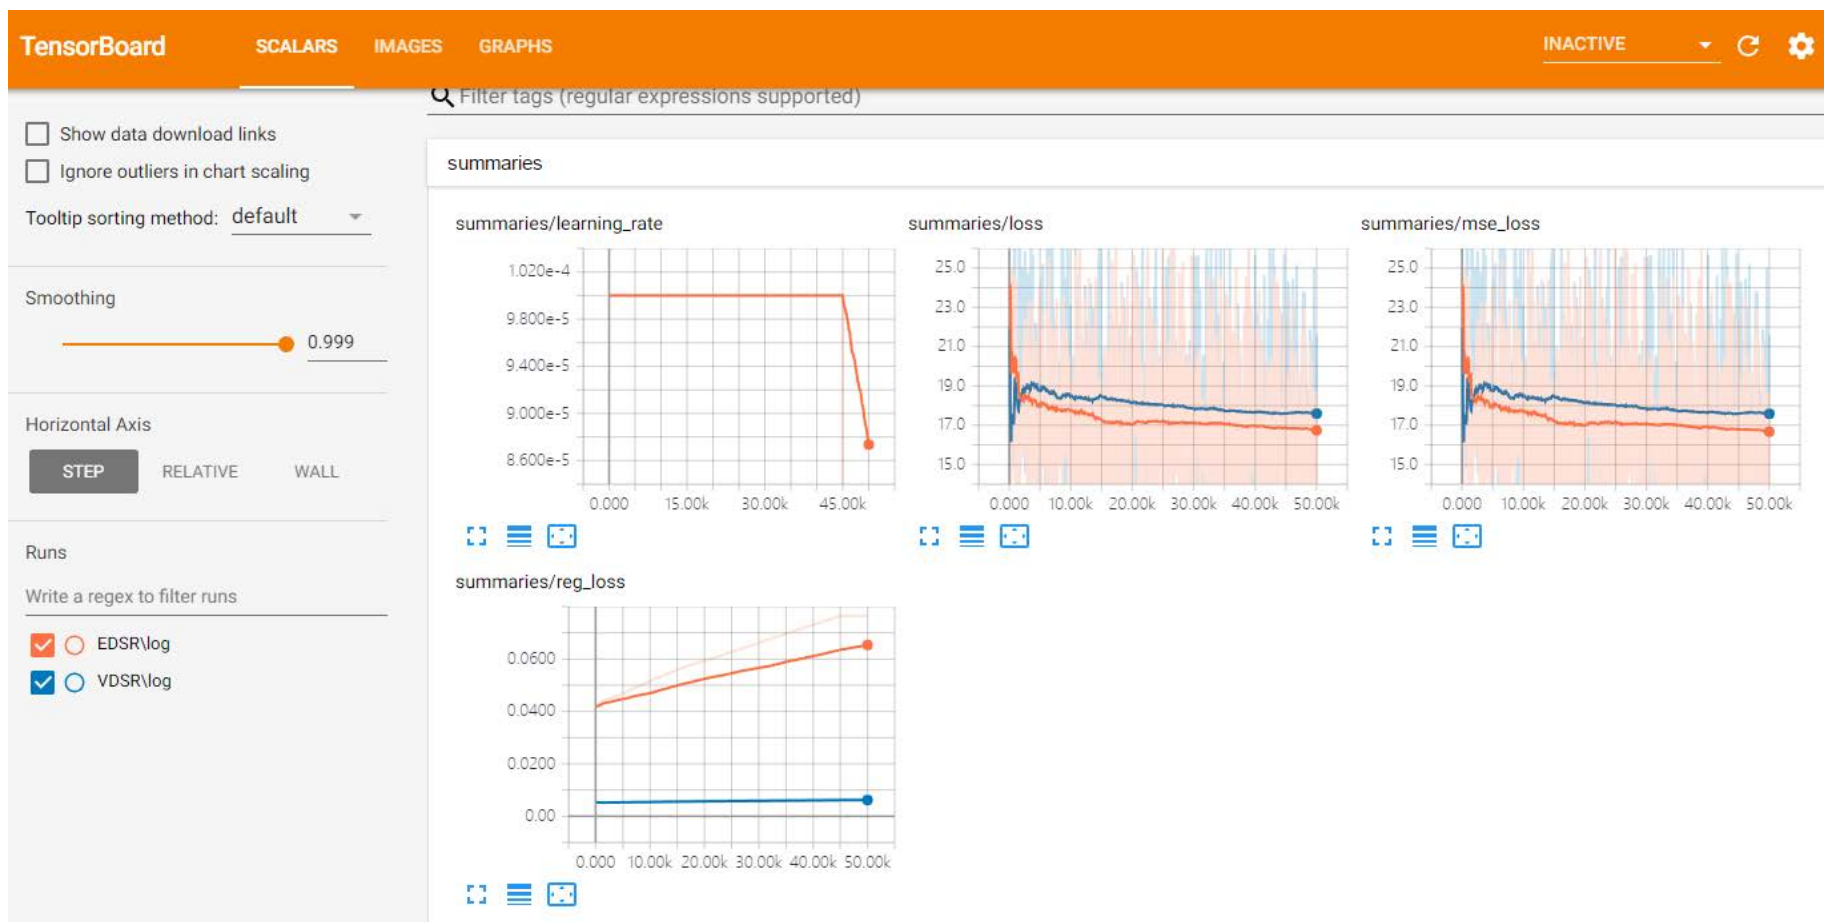 TensorBoard SCALARS IMAGES GRAPHS INACTIVE
Filter tags (regular expressions supported)
Show data download links
Ignore outliers in chart scaling
Tooltip sorting method: default
Smoothing
0.999
Horizontal Axis
STEP RELATIVE WALL
Runs
Write a regex to filter runs
EDSR\log
VDSR\log
summaries
summaries/learning_rate
1.020e-4
9.800e-5
9.400e-5
9.000e-5
8.600e-5
0.000 15.00k 30.00k 45.00k
summaries/loss
25.0
23.0
21.0
19.0
17.0
15.0
0.000 10.00k 20.00k 30.00k 40.00k 50.00k
summaries/mse_loss
25.0
23.0
21.0
19.0
17.0
15.0
0.000 10.00k 20.00k 30.00k 40.00k 50.00k
summaries/reg_loss
0.0600
0.0400
0.0200
0.00
0.000 10.00k 20.00k 30.00k 40.00k 50.00k